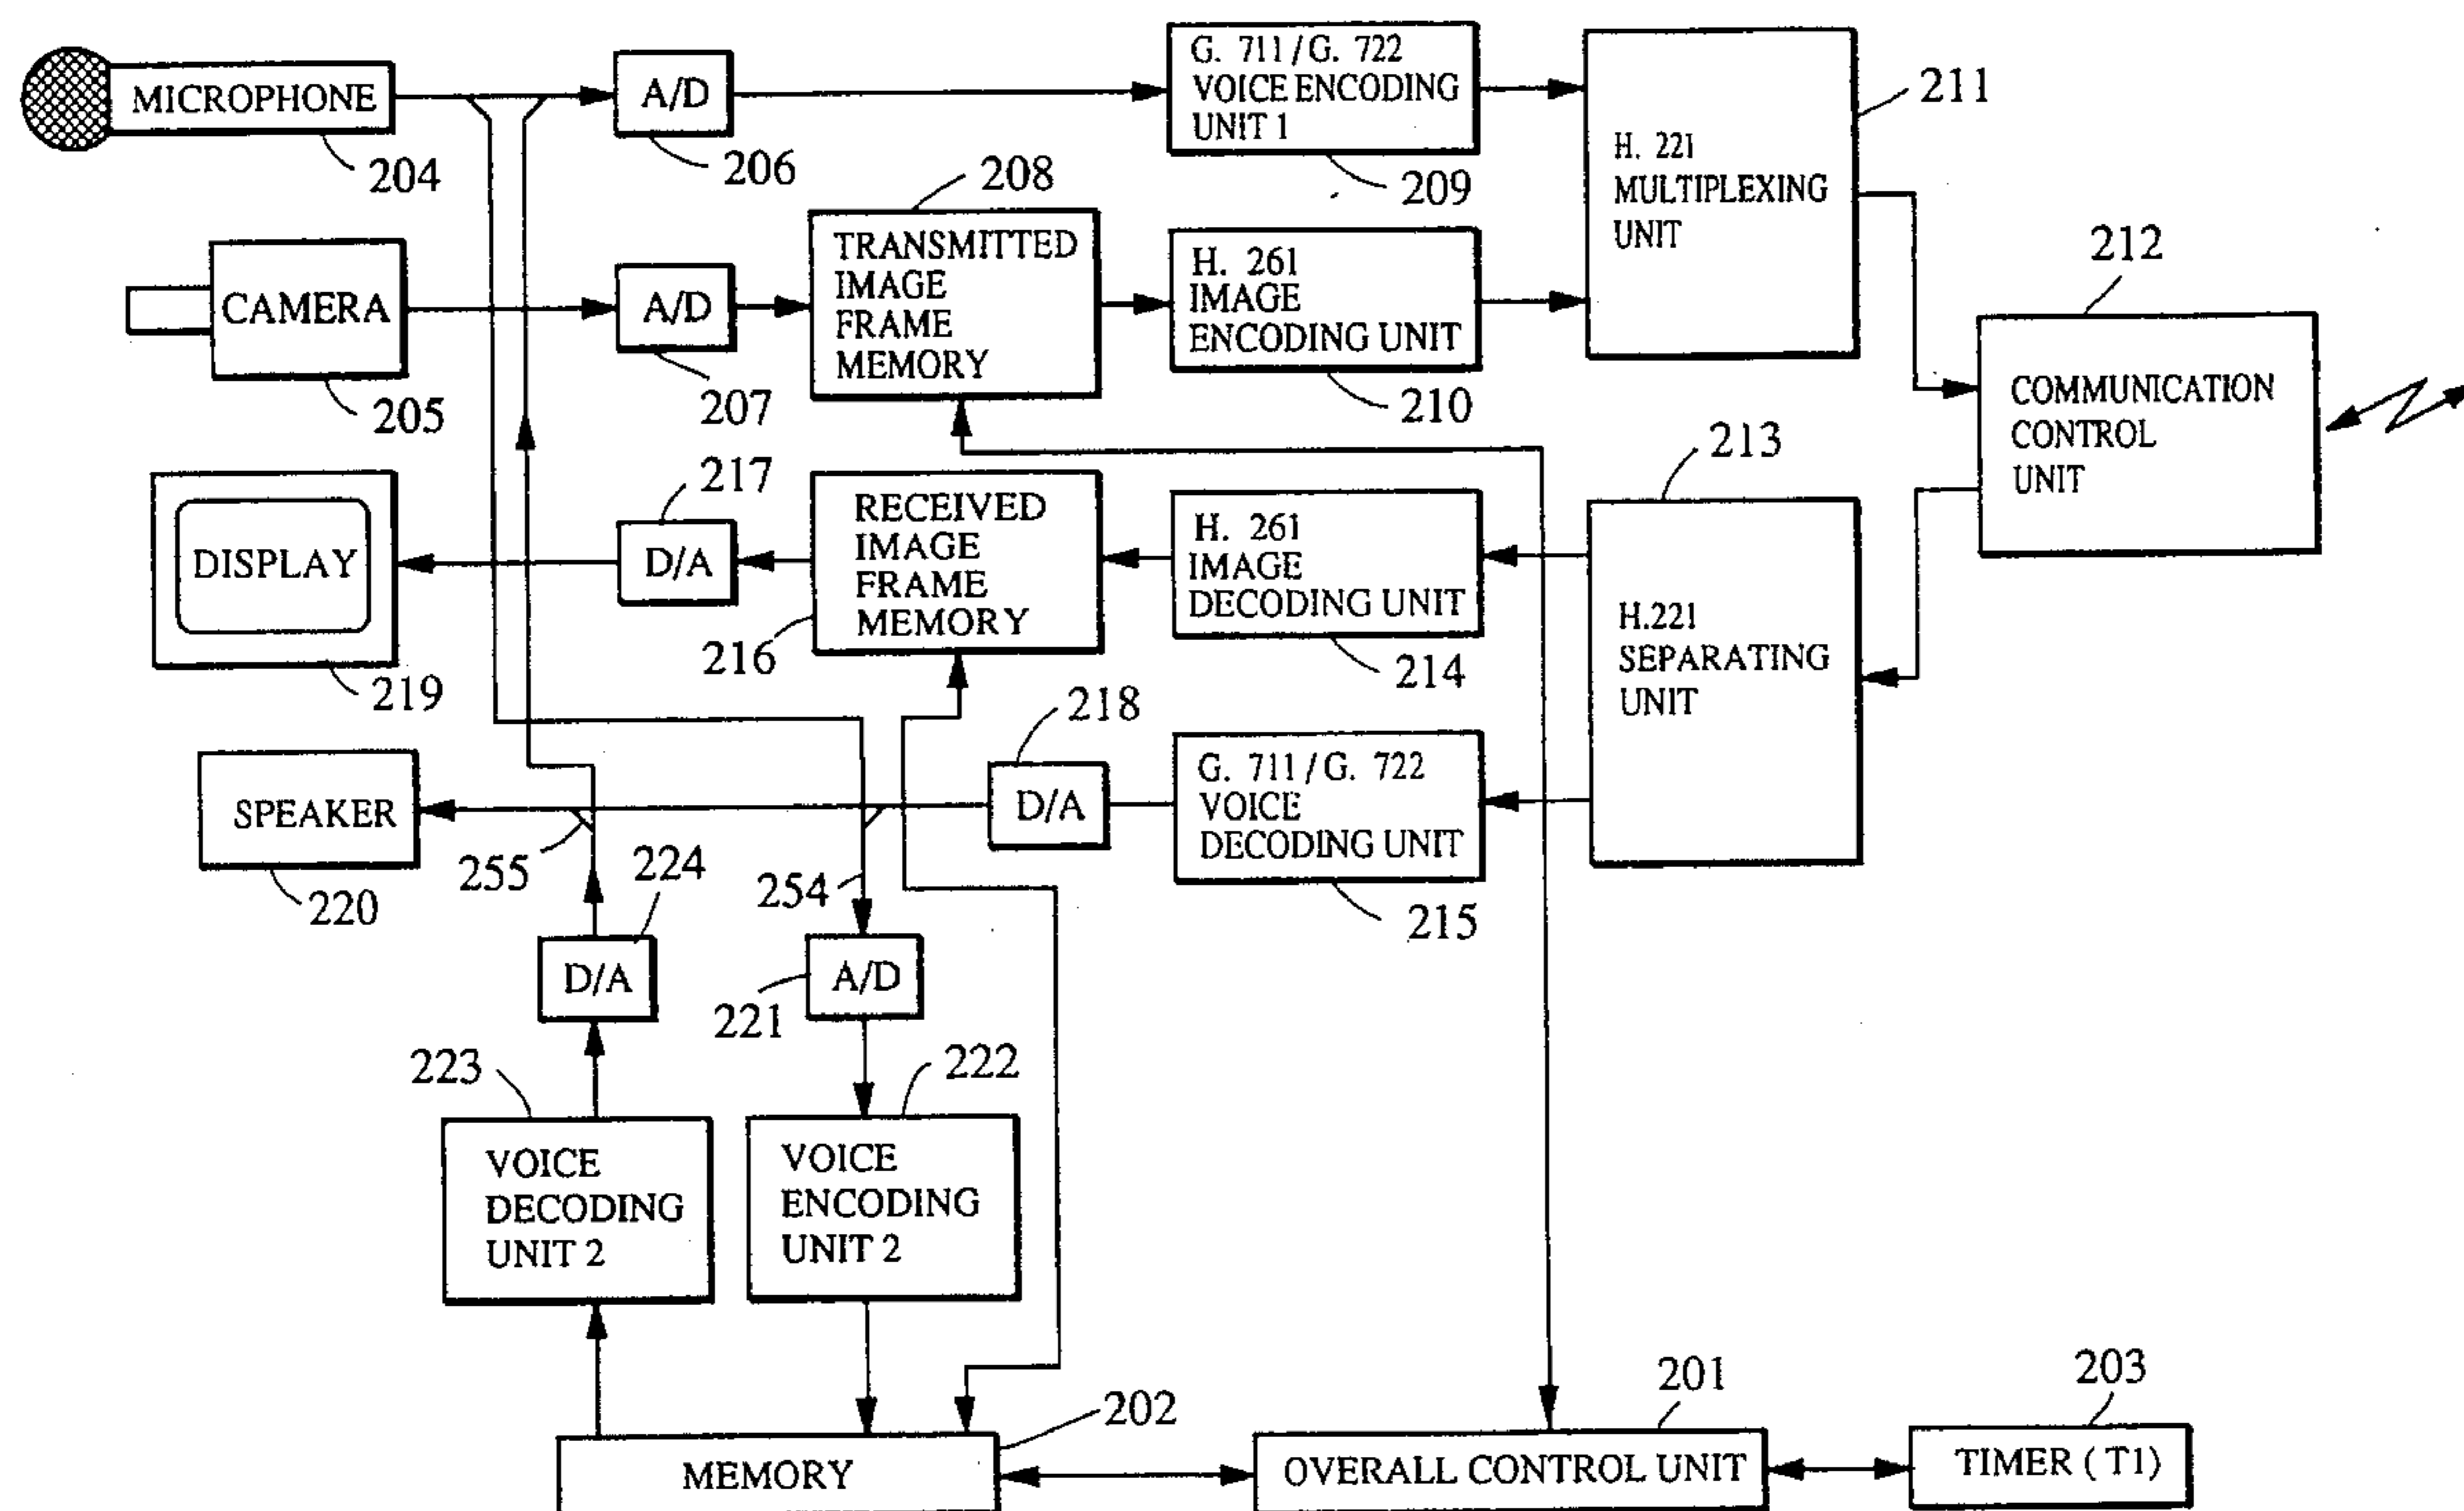 MICROPHONE
204
A/D
206
G. 711 / G. 722
VOICE ENCODING
UNIT 1
209
H. 221
MULTIPLEXING
UNIT
211
CAMERA
205
A/D
207
208
TRANSMITTED
IMAGE
FRAME
MEMORY
H. 261
IMAGE
ENCODING UNIT
210
212
COMMUNICATION
CONTROL
UNIT
DISPLAY
219
217
D/A
RECEIVED
IMAGE
FRAME
MEMORY
216
H. 261
IMAGE
DECODING UNIT
214
213
H.221
SEPARATING
UNIT
SPEAKER
220
255
218
D/A
G. 711 / G. 722
VOICE
DECODING UNIT
215
224
D/A
254
A/D
221
223
VOICE
DECODING
UNIT 2
222
VOICE
ENCODING
UNIT 2
202
MEMORY
201
OVERALL CONTROL UNIT
203
TIMER ( T1)